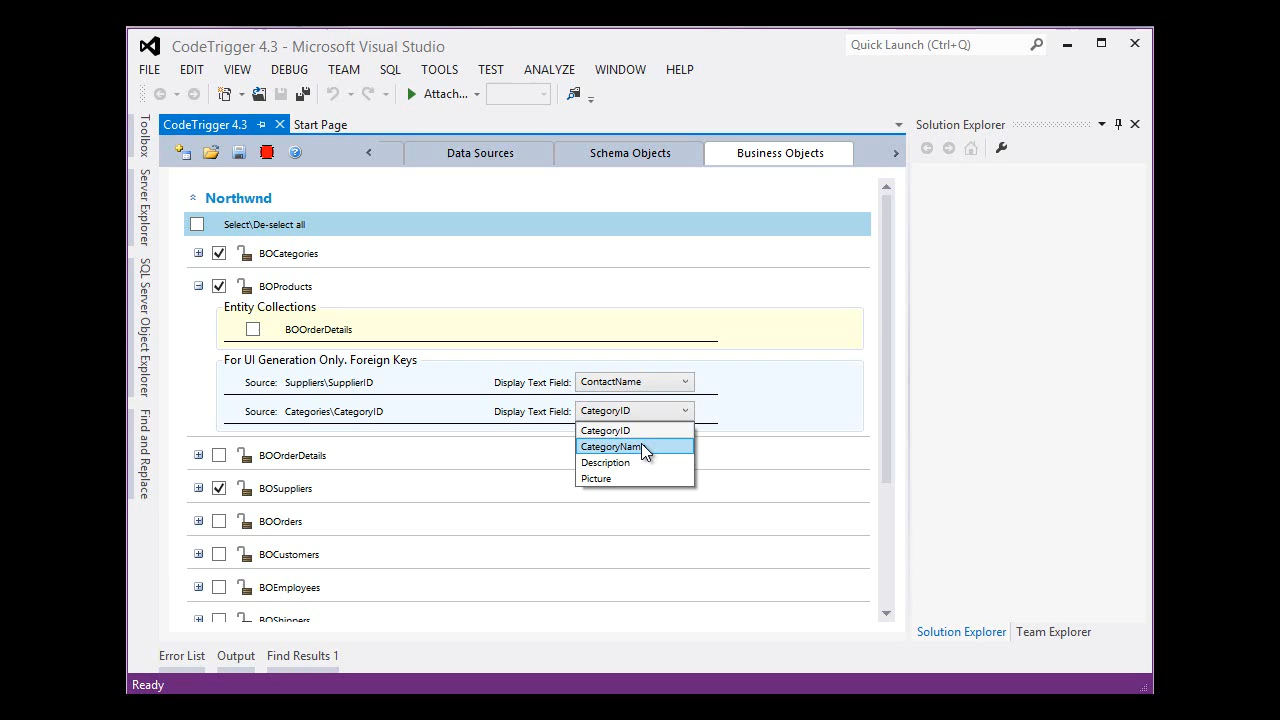 CodeTrigger 4.3 - Microsoft Visual Studio
Quick Launch (Ctrl+Q)
FILE EDIT VIEW DEBUG TEAM SQL TOOLS TEST ANALYZE WINDOW HELP
Attach...
Toolbox
Server Explorer
SQL Server Object Explorer
Find and Replace
CodeTrigger 4.3
Start Page
Data Sources
Schema Objects
Business Objects
Northwnd
Select\De-select all
BOCategories
BOProducts
Entity Collections
BOOrderDetails
For UI Generation Only. Foreign Keys
Source: Suppliers\SupplierID Display Text Field: ContactName
Source: Categories\CategoryID Display Text Field: CategoryID
CategoryID
CategoryName
Description
Picture
BOOrderDetails
BOSuppliers
BOOrders
BOCustomers
BOEmployees
BOShippers
Solution Explorer
Solution Explorer Team Explorer
Error List Output Find Results 1
Ready